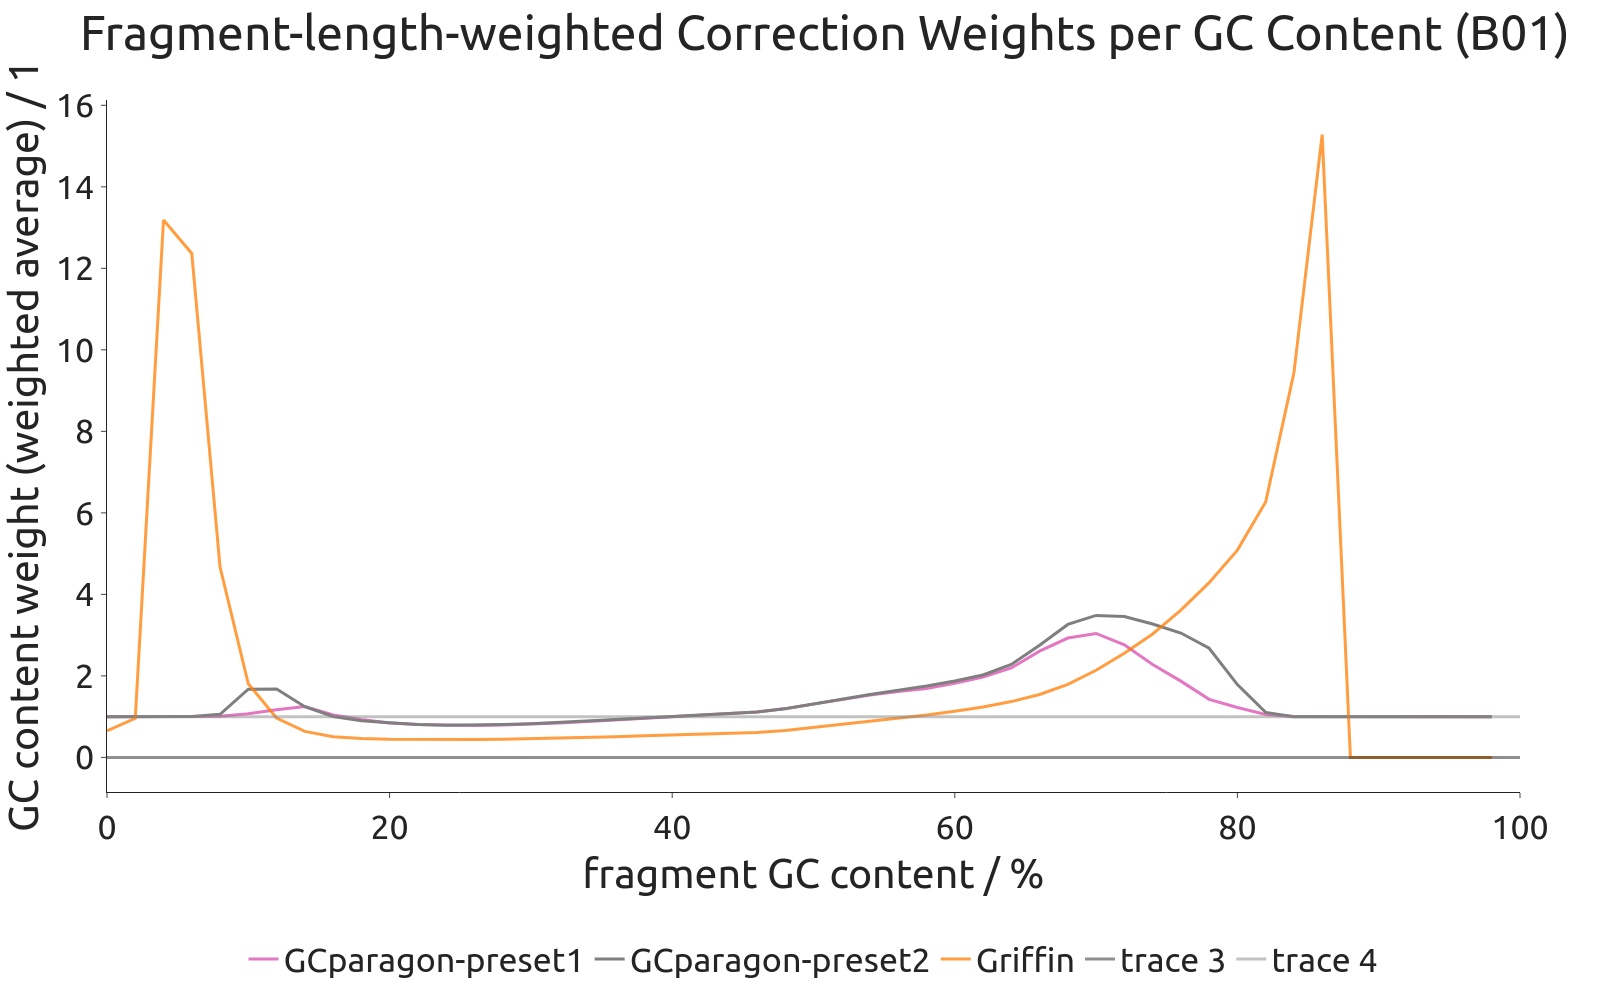 Fragment-length-weighted Correction Weights per GC Content (B01)
GC content weight (weighted average) / 1
16
14
12
10
8
6
4
2
0
0 20 40 60 80 100
fragment GC content / %
GCparagon-preset1 GCparagon-preset2 Griffin trace 3 trace 4